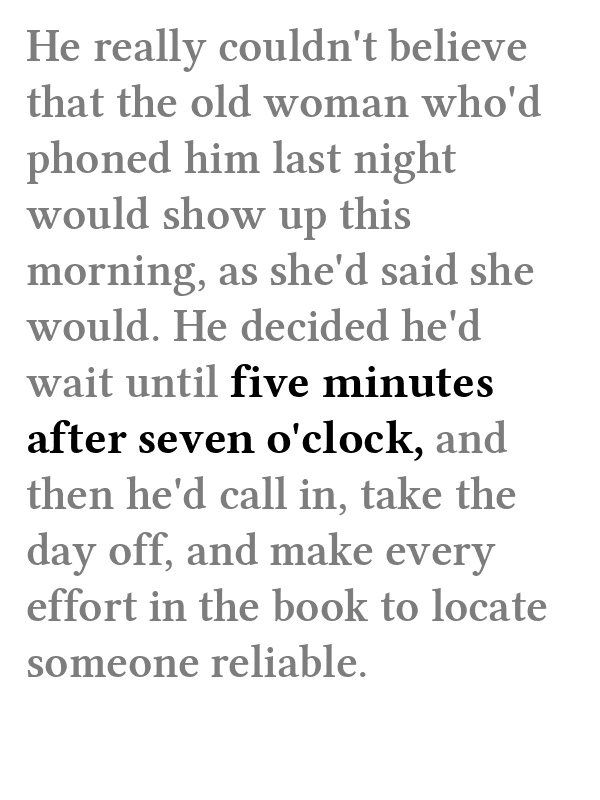 He really couldn't believe
that the old woman who'd
phoned him last night
would show up this
morning, as she'd said she
would. He decided he'd
wait until five minutes
after seven o'clock, and
then he'd call in, take the
day off, and make every
effort in the book to locate
someone reliable.